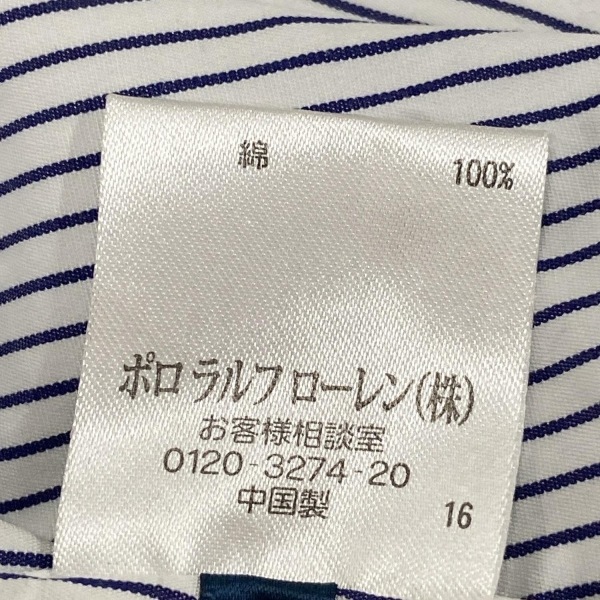 綿 100%
ポロ ラルフ ローレン(株)
お客様相談室
0120-3274-20
中国製 16